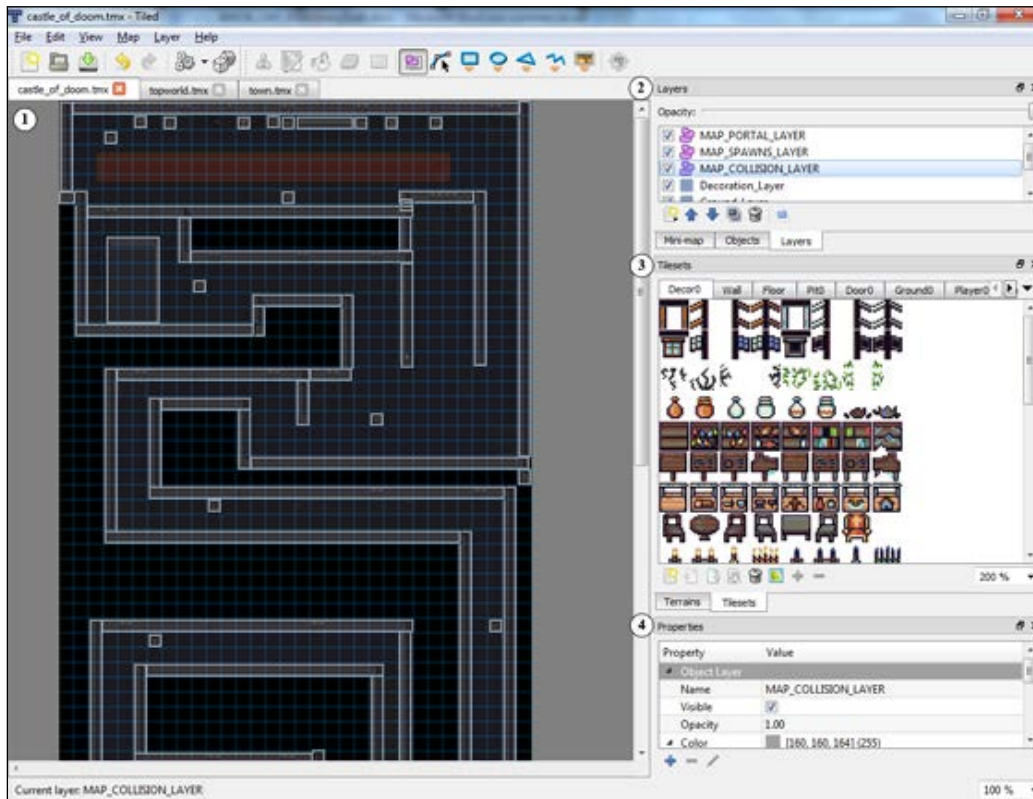 castle_of_doom.tmx - Tiled
File Edit View Map Layer Help
castle_of_doom.tmx topworld.tmx town.tmx
1
2 Layers
Opacity:
MAP_PORTAL_LAYER
MAP_SPAWNS_LAYER
MAP_COLLISION_LAYER
Decoration_Layer
Mini-map Objects Layers
3 Tilesets
Decor0 Wall Floor Pit0 Door0 Ground0 Player0
200 %
Terrains Tilesets
4 Properties
Property Value
Object Layer
Name MAP_COLLISION_LAYER
Visible
Opacity 1.00
Color [160, 160, 164] (255)
Current layer: MAP_COLLISION_LAYER
100 %